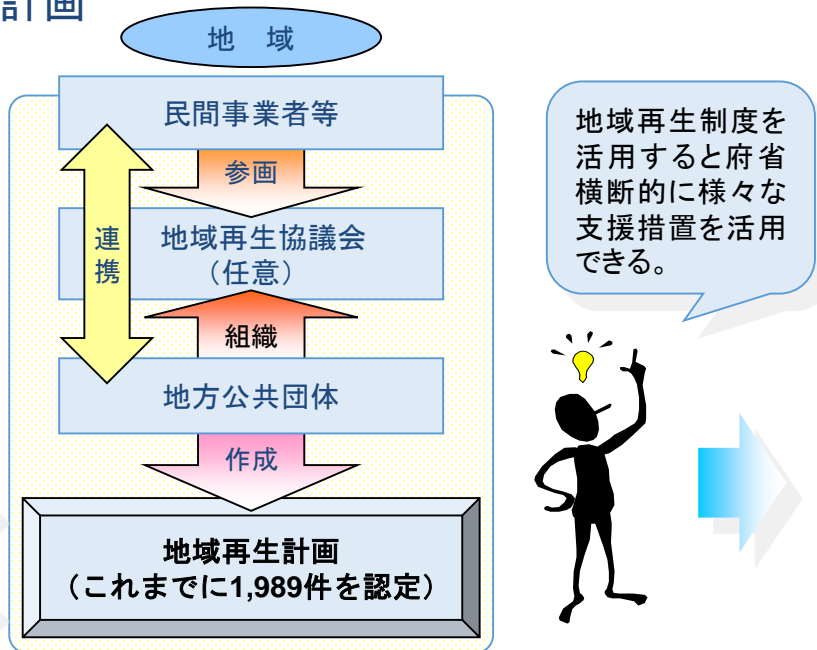 計画
地　域
民間事業者等
参画
連
携
地域再生協議会
（任意）
組織
地方公共団体
作成
地域再生計画
（これまでに1,989件を認定）
地域再生制度を
活用すると府省
横断的に様々な
支援措置を活用
できる。